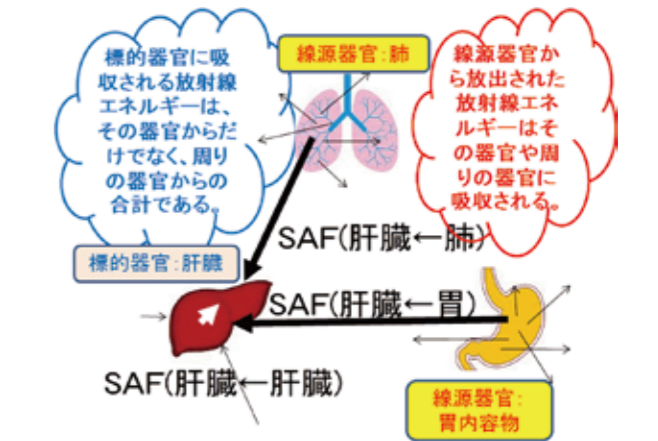 標的器官に吸
収される放射線
エネルギーは、
その器官からだ
けでなく、周り
の器官からの
合計である。
線源器官:肺
線源器官か
ら放出された
放射線エネ
ルギーはそ
の器官や周
りの器官に
吸収される。
SAF(肝臓←肺)
標的器官:肝臓
SAF(肝臓←胃)
SAF(肝臓←肝臓)
線源器官:
胃内容物